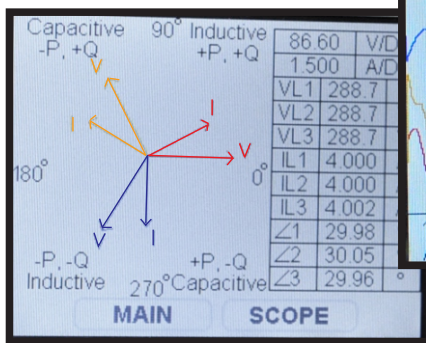 Capacitive 90° Inductive
-P, +Q +P, +Q
V
I
I
V
180°
0°
V
I
-P, -Q +P, -Q
Inductive 270° Capacitive
86.60 V/D
1.500 A/D
VL1 288.7
VL2 288.7
VL3 288.7
IL1 4.000
IL2 4.000
IL3 4.002
∠1 29.98
∠2 30.05
∠3 29.96 °
MAIN SCOPE